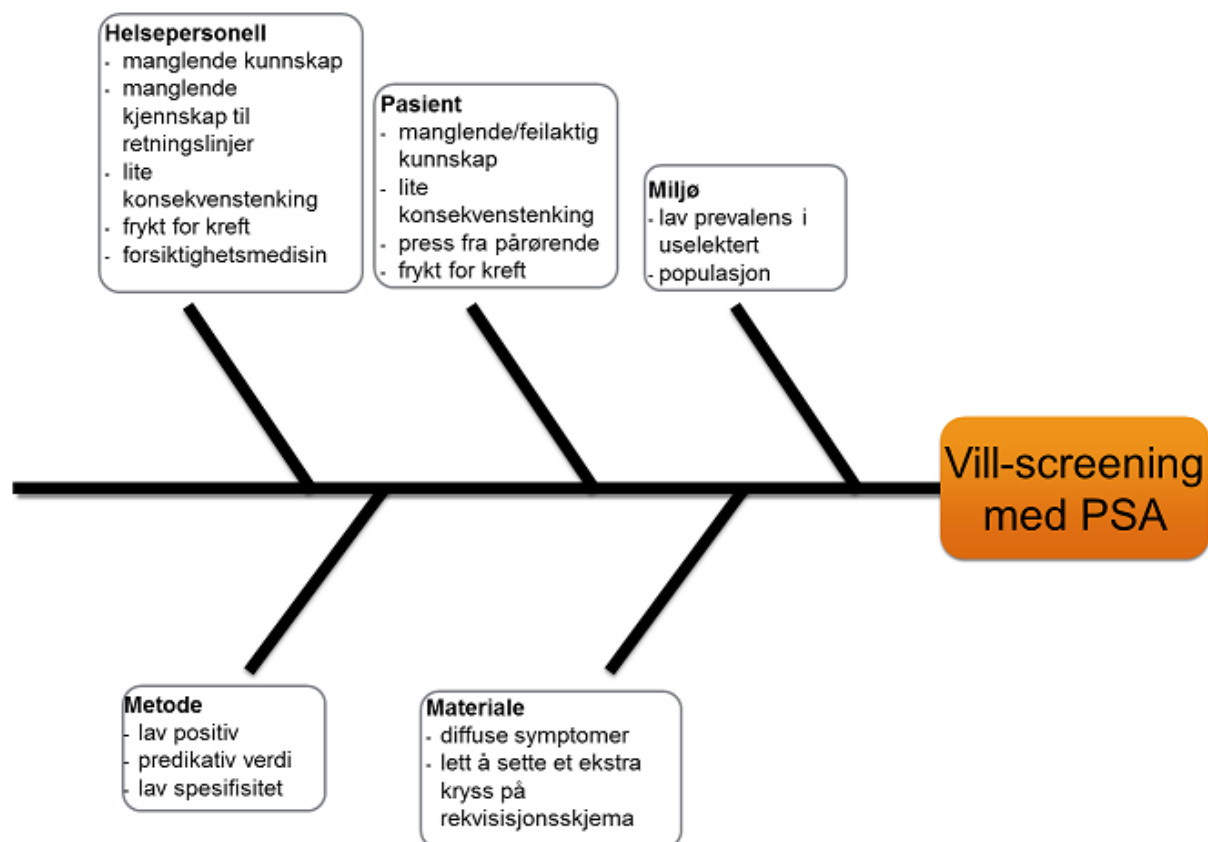 Helsepersonell
- manglende kunnskap
- manglende
kjennskap til
retningslinjer
- lite
konsekvenstenking
- frykt for kreft
- forsiktighetsmedisin
Pasient
- manglende/feilaktig
kunnskap
- lite
konsekvenstenking
- press fra pårørende
- frykt for kreft
Miljø
- lav prevalens i
uselektert
- populasjon
Vill-screening
med PSA
Metode
- lav positiv
- predikativ verdi
- lav spesifisitet
Materiale
- diffuse symptomer
- lett å sette et ekstra
kryss på
rekvisisjonsskjema